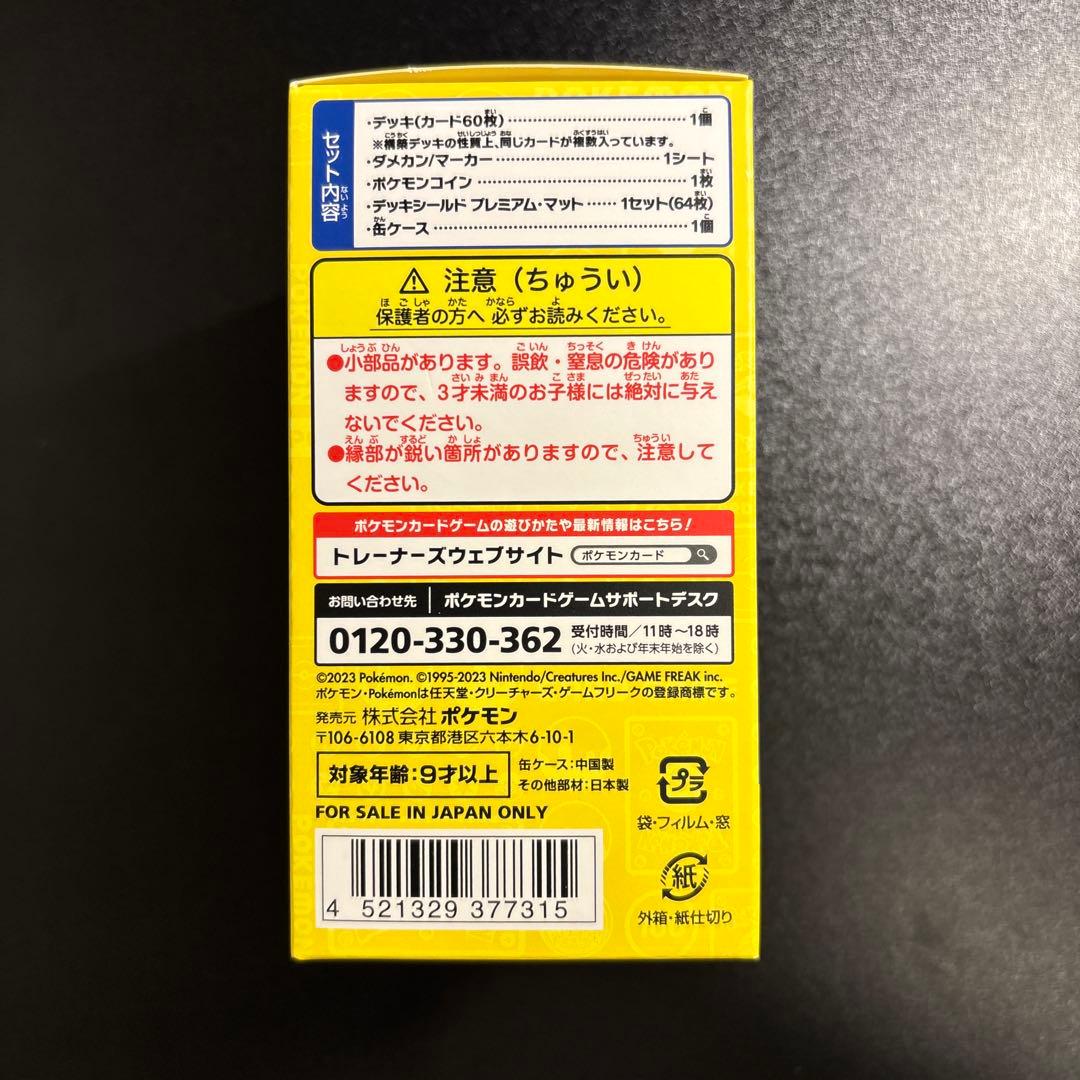 セット内容
・デッキ(カード60枚)…………1個
※構築デッキの性質上、同じカードが複数入っています。
・ダメカン/マーカー…………1シート
・ポケモンコイン…………1枚
・デッキシールド プレミアム・マット……1セット(64枚)
・缶ケース…………1個
⚠ 注意（ちゅうい）
保護者の方へ 必ずお読みください。
●小部品があります。誤飲・窒息の危険があり
ますので、3才未満のお子様には絶対に与え
ないでください。
●縁部が鋭い箇所がありますので、注意して
ください。
ポケモンカードゲームの遊びかたや最新情報はこちら!
トレーナーズウェブサイト ポケモンカード
お問い合わせ先 | ポケモンカードゲームサポートデスク
0120-330-362 受付時間/11時~18時
(火・水および年末年始を除く)
©2023 Pokémon. ©1995-2023 Nintendo/Creatures Inc./GAME FREAK inc.
ポケモン・Pokémonは任天堂・クリーチャーズ・ゲームフリークの登録商標です。
発売元 株式会社 ポケモン
〒106-6108 東京都港区六本木6-10-1
対象年齢:9才以上
缶ケース:中国製
その他部材:日本製
FOR SALE IN JAPAN ONLY
4 521329 377315
プラ
袋・フィルム・窓
紙
外箱・紙仕切り
POKEMON
POKEMON
POKEMON